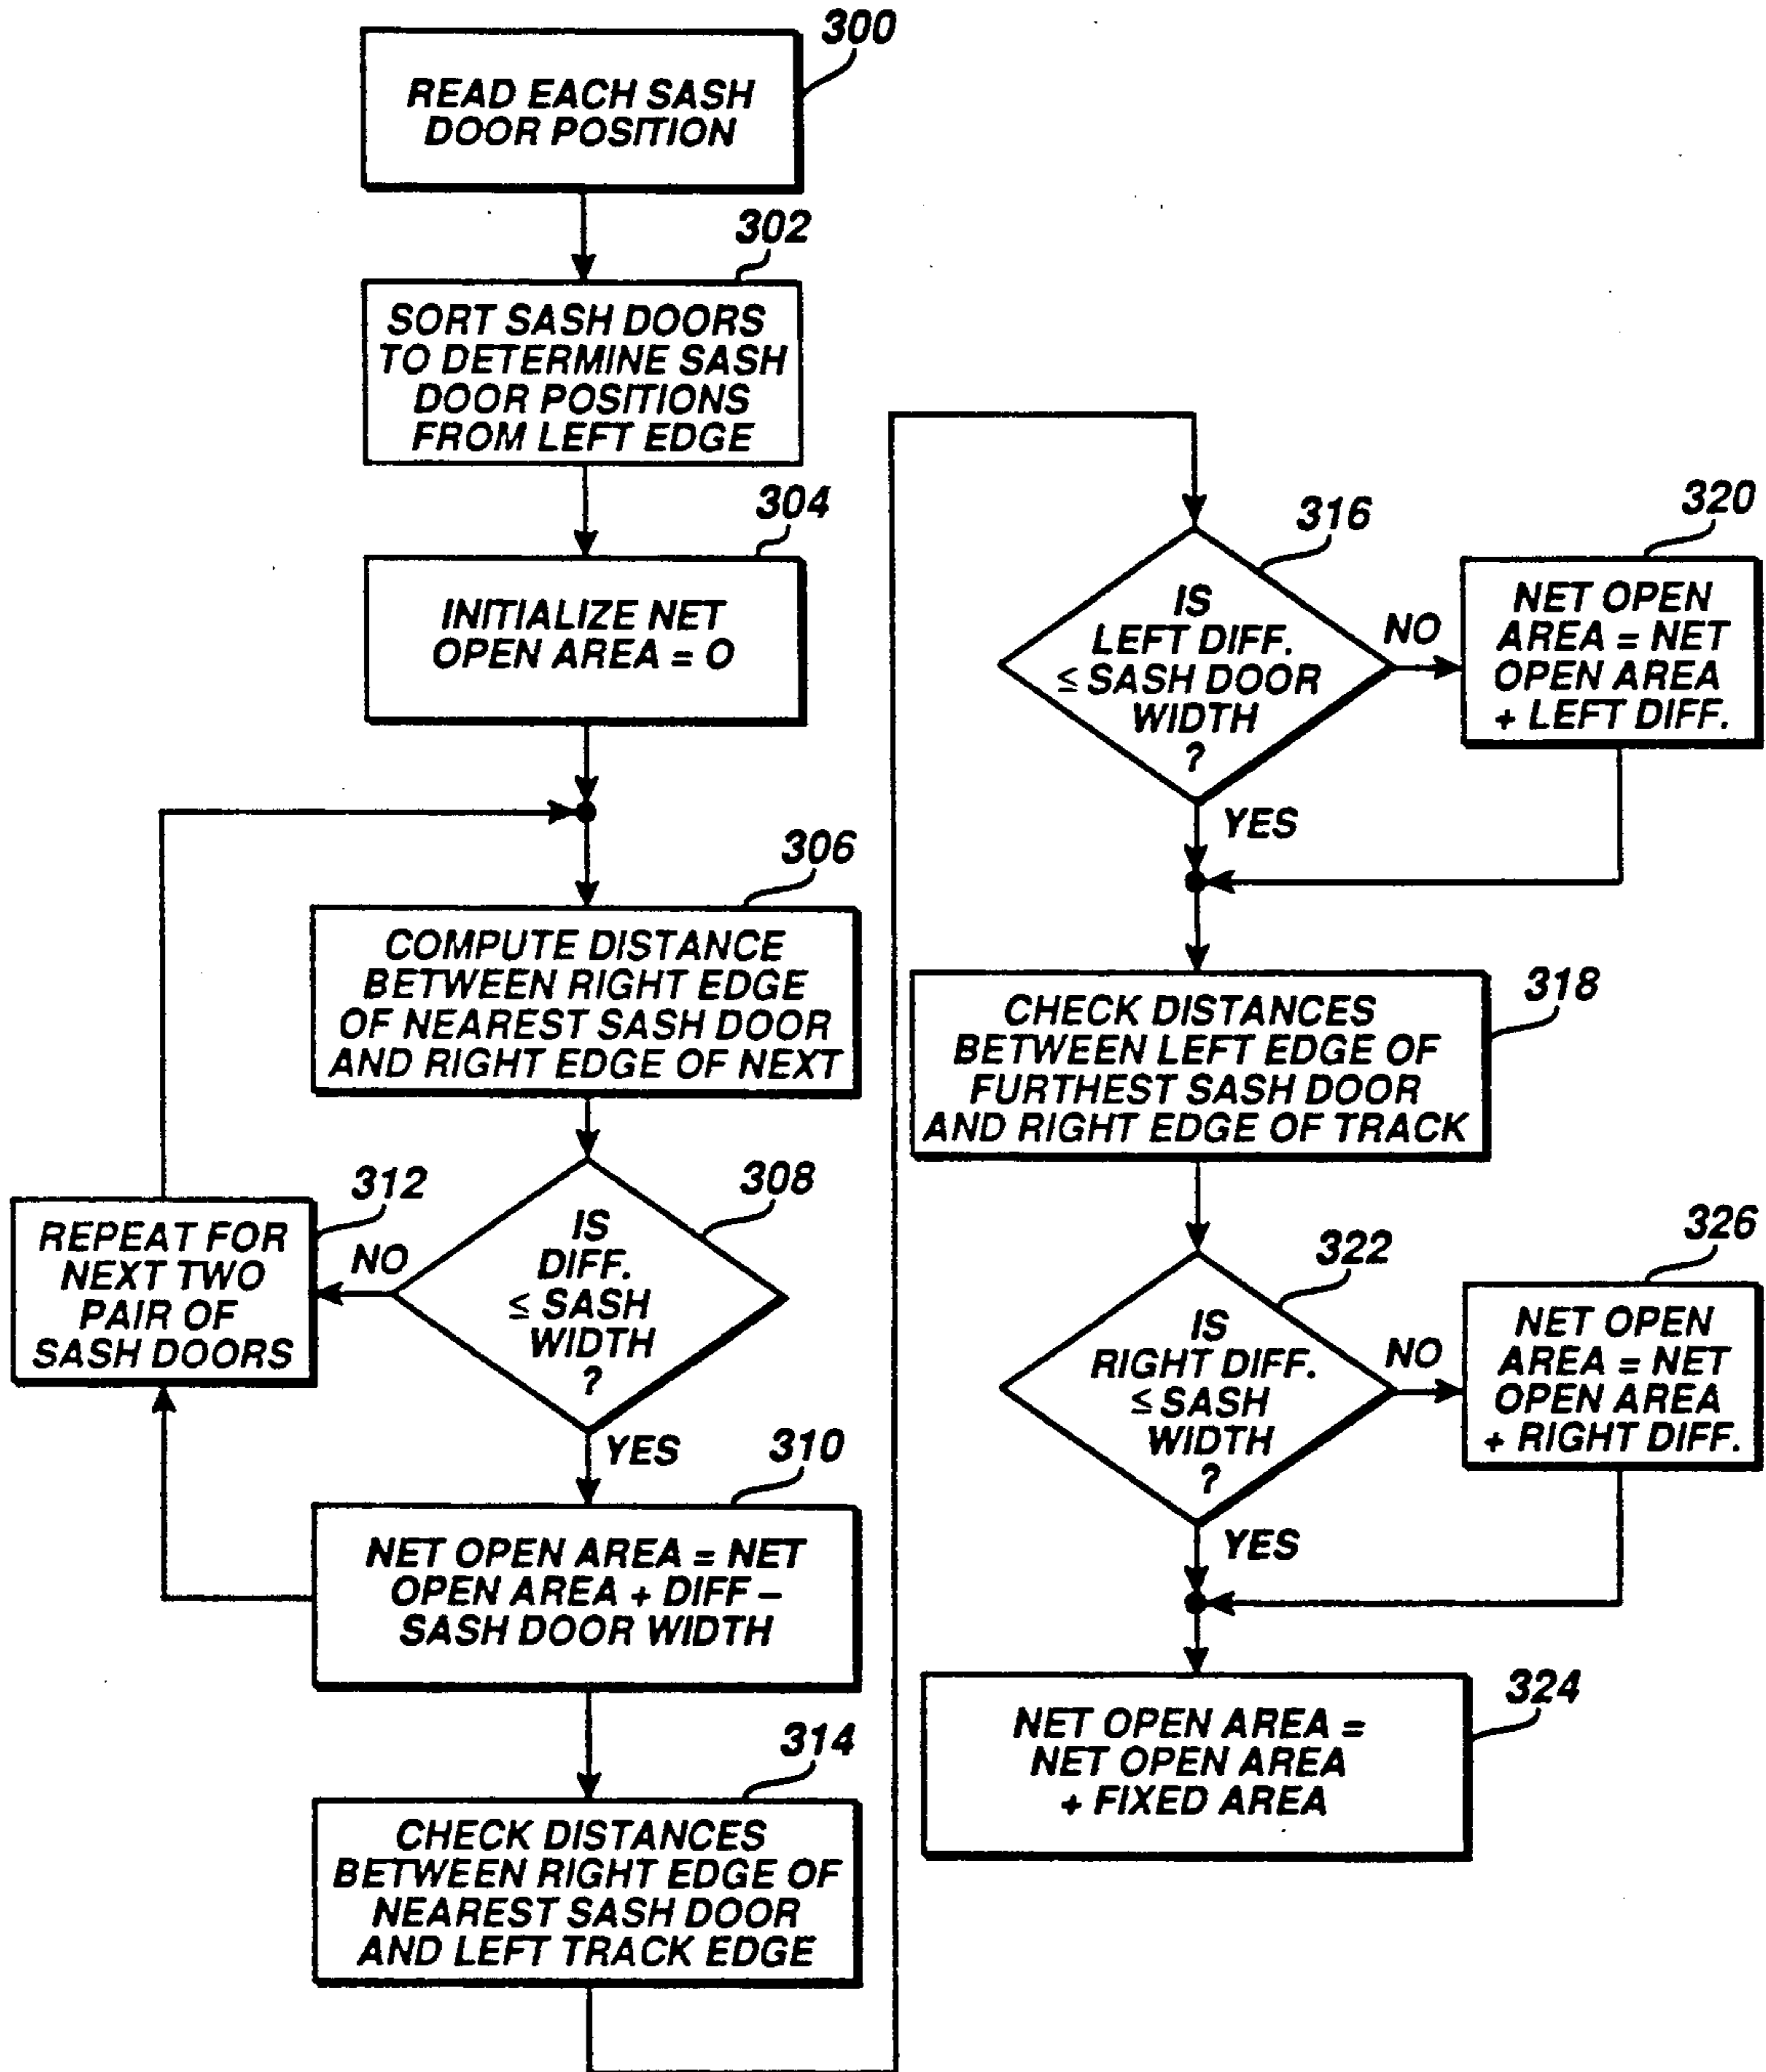 300
READ EACH SASH
DOOR POSITION
302
SORT SASH DOORS
TO DETERMINE SASH
DOOR POSITIONS
FROM LEFT EDGE
304
INITIALIZE NET
OPEN AREA = O
306
COMPUTE DISTANCE
BETWEEN RIGHT EDGE
OF NEAREST SASH DOOR
AND RIGHT EDGE OF NEXT
308
IS
DIFF.
≤ SASH
WIDTH
?
NO
312
REPEAT FOR
NEXT TWO
PAIR OF
SASH DOORS
YES
310
NET OPEN AREA = NET
OPEN AREA + DIFF –
SASH DOOR WIDTH
314
CHECK DISTANCES
BETWEEN RIGHT EDGE OF
NEAREST SASH DOOR
AND LEFT TRACK EDGE
316
IS
LEFT DIFF.
≤ SASH DOOR
WIDTH
?
NO
320
NET OPEN
AREA = NET
OPEN AREA
+ LEFT DIFF.
YES
318
CHECK DISTANCES
BETWEEN LEFT EDGE OF
FURTHEST SASH DOOR
AND RIGHT EDGE OF TRACK
322
IS
RIGHT DIFF.
≤ SASH
WIDTH
?
NO
326
NET OPEN
AREA = NET
OPEN AREA
+ RIGHT DIFF.
YES
324
NET OPEN AREA =
NET OPEN AREA
+ FIXED AREA